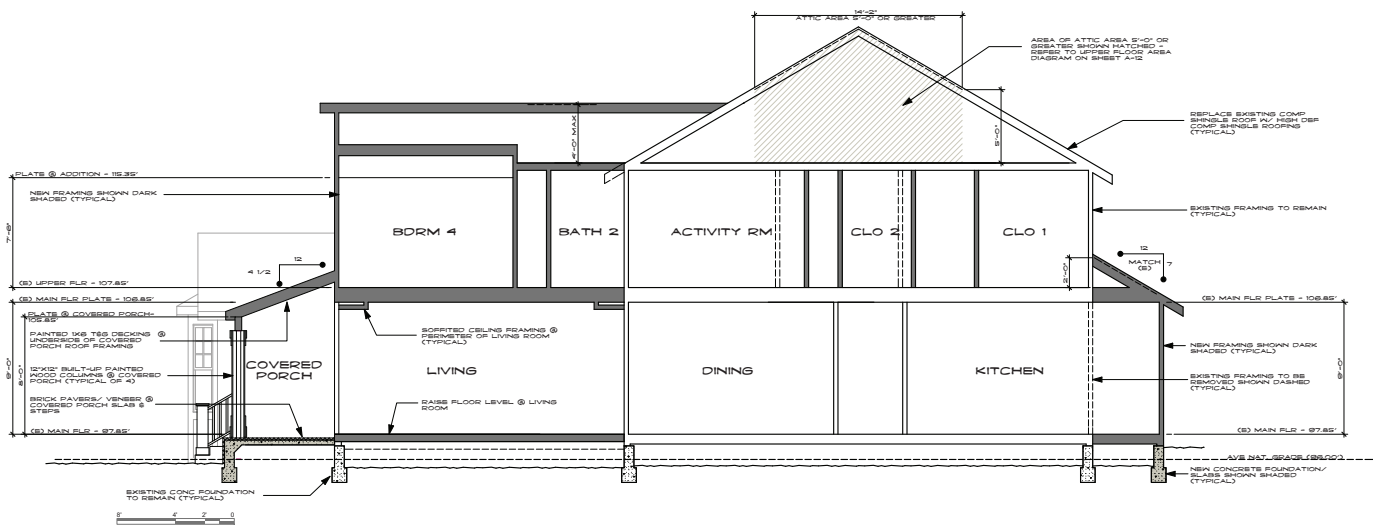 14'-2"
ATTIC AREA 5'-0" OR GREATER
AREA OF ATTIC AREA 5'-0" OR
GREATER SHOWN HATCHED -
REFER TO UPPER FLOOR AREA
DIAGRAM ON SHEET A-12
REPLACE EXISTING COMP
SHINGLE ROOF W/ HIGH DEF
COMP SHINGLE ROOFING
(TYPICAL)
4'-0" MAX
5'-0"
PLATE @ ADDITION - 115.35'
NEW FRAMING SHOWN DARK
SHADED (TYPICAL)
EXISTING FRAMING TO REMAIN
(TYPICAL)
7'-6"
BDRM 4
BATH 2
ACTIVITY RM
CLO 2
CLO 1
12
4 1/2
12
MATCH
(E)
7
2'-0"
(E) UPPER FLR - 107.85'
(E) MAIN FLR PLATE - 106.85'
(E) MAIN FLR PLATE - 106.85'
PLATE @ COVERED PORCH-
105.85'
PAINTED 1X6 T&G DECKING @
UNDERSIDE OF COVERED
PORCH ROOF FRAMING
SOFFITED CEILING FRAMING @
PERIMETER OF LIVING ROOM
(TYPICAL)
NEW FRAMING SHOWN DARK
SHADED (TYPICAL)
12"X12" BUILT-UP PAINTED
WORD COLUMNS @ COVERED
PORCH (TYPICAL OF 4)
COVERED
PORCH
LIVING
DINING
KITCHEN
EXISTING FRAMING TO BE
REMOVED SHOWN DASHED
(TYPICAL)
9'-0"
8'-0"
9'-0"
BRICK PAVERS/ VENEER @
COVERED PORCH SLAB &
STEPS
RAISE FLOOR LEVEL @ LIVING
ROOM
(E) MAIN FLR - 97.85'
(E) MAIN FLR - 97.85'
AVE NAT. GRADE (96.00')
NEW CONCRETE FOUNDATION/
SLABS SHOWN SHADED
(TYPICAL)
EXISTING CONC FOUNDATION
TO REMAIN (TYPICAL)
8' 4' 2' 0